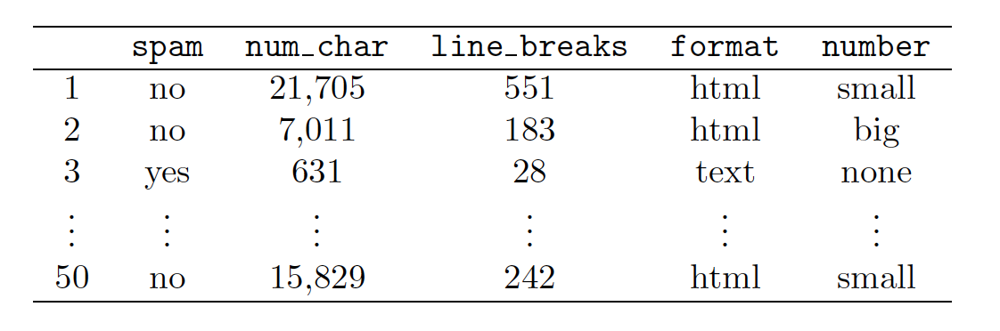 spam num_char line_breaks format number
1 no 21,705 551 html small
2 no 7,011 183 html big
3 yes 631 28 text none
⋮ ⋮ ⋮ ⋮ ⋮ ⋮
50 no 15,829 242 html small